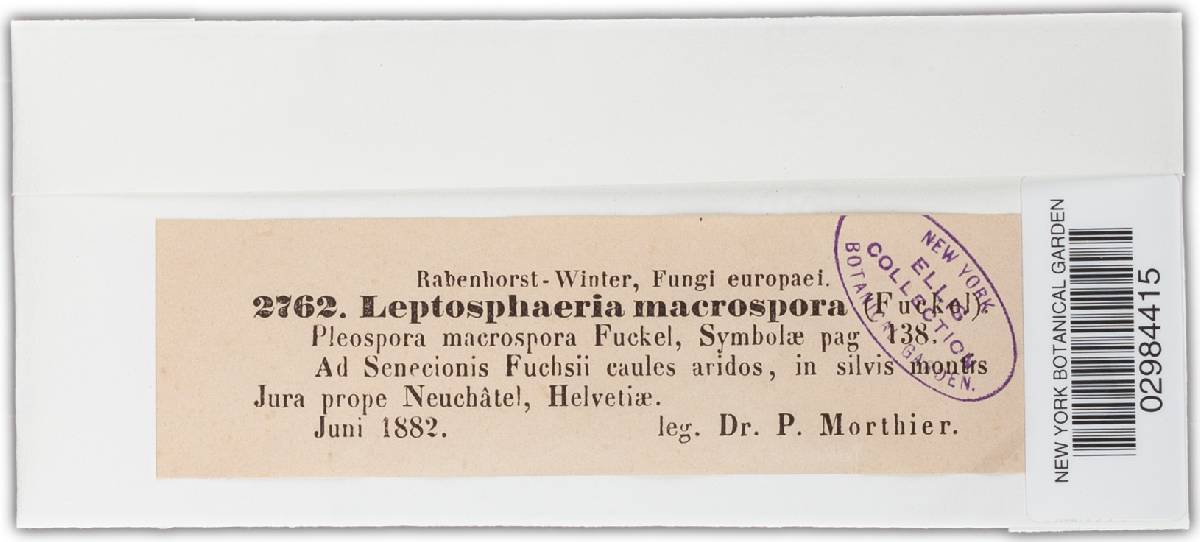 Rabenhorst-Winter, Fungi europaei.
2762. Leptosphaeria macrospora (Fuckel).
Pleospora macrospora Fuckel, Symbolæ pag 138.
Ad Senecionis Fuchsii caules aridos, in silvis montis
Jura prope Neuchâtel, Helvetiæ.
Juni 1882. leg. Dr. P. Morthier.
NEW YORK
ELLIS
COLLECTION
BOTANICAL GARDEN.
NEW YORK BOTANICAL GARDEN
02984415